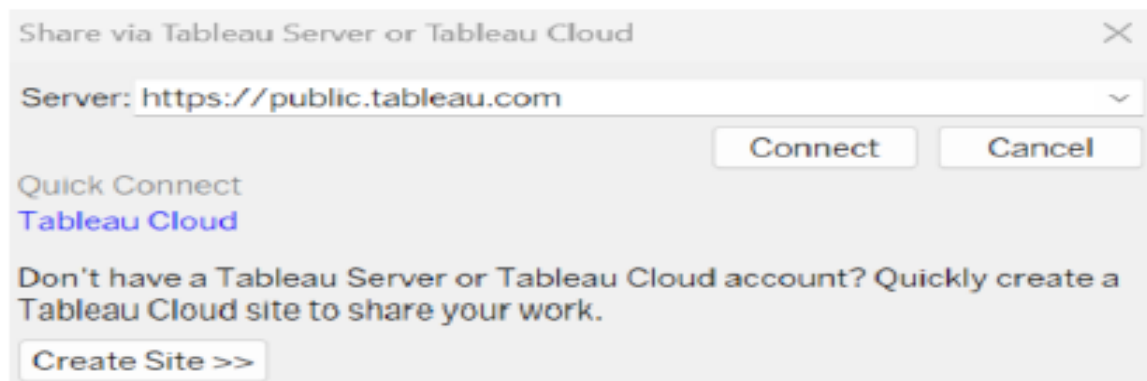 Share via Tableau Server or Tableau Cloud
Server: https://public.tableau.com
Connect Cancel
Quick Connect
Tableau Cloud
Don't have a Tableau Server or Tableau Cloud account? Quickly create a
Tableau Cloud site to share your work.
Create Site >>